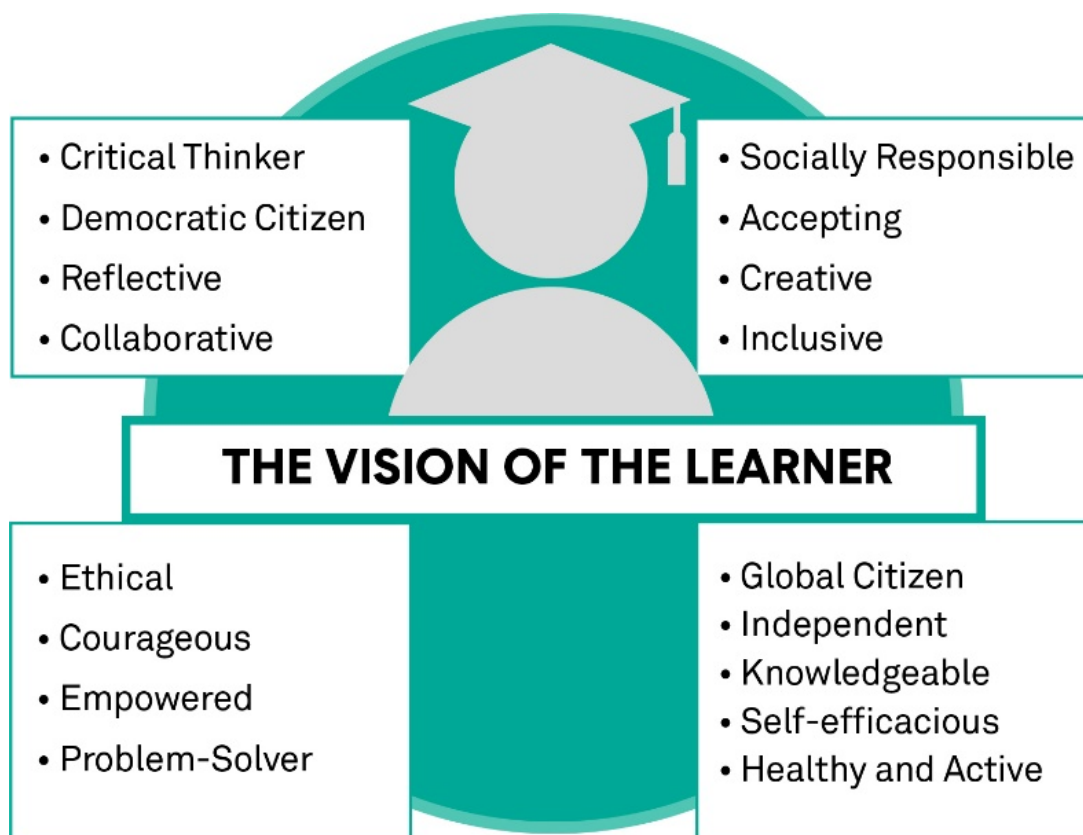 • Critical Thinker
• Democratic Citizen
• Reflective
• Collaborative
• Socially Responsible
• Accepting
• Creative
• Inclusive
THE VISION OF THE LEARNER
• Ethical
• Courageous
• Empowered
• Problem-Solver
• Global Citizen
• Independent
• Knowledgeable
• Self-efficacious
• Healthy and Active